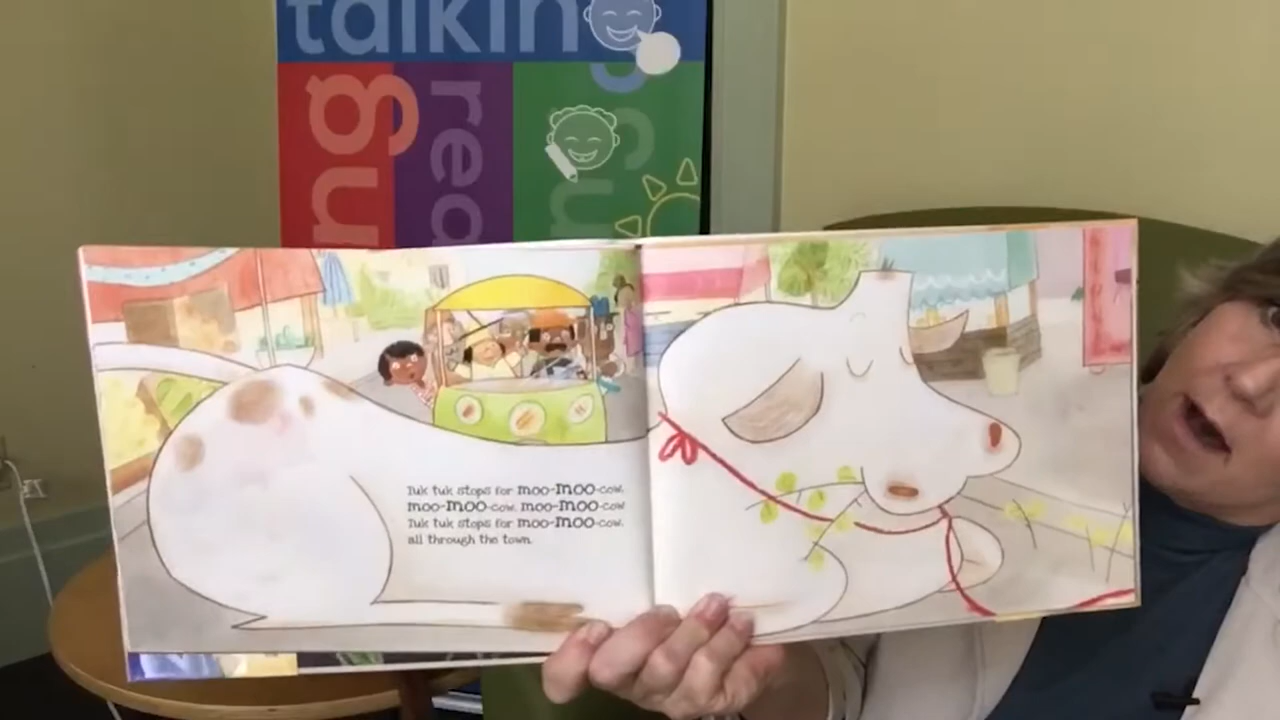 talkin
ng
rea
Tuk tuk stops for moo-moo-cow,
moo-moo-cow, moo-moo-cow
Tuk tuk stops for moo-moo-cow,
all through the town.